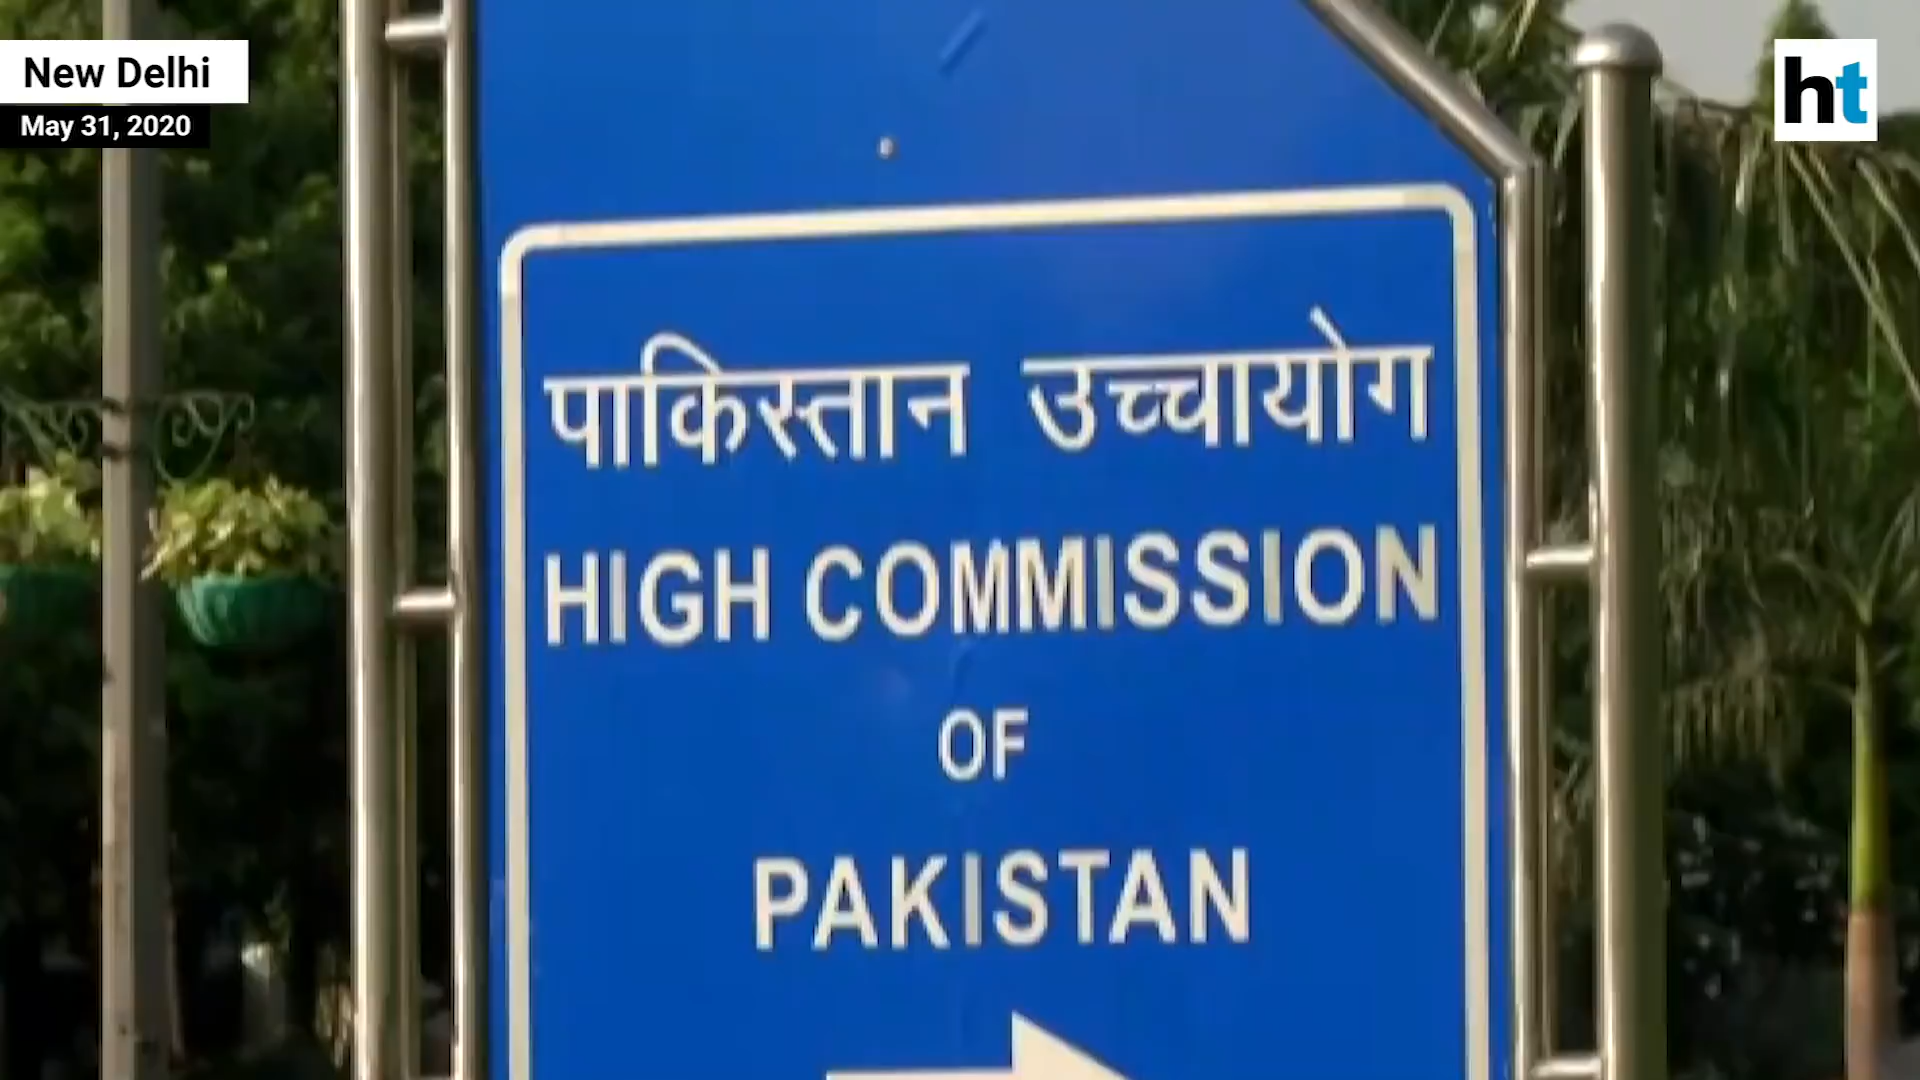 New Delhi
May 31, 2020
ht
पाकिस्तान उच्चायोग
HIGH COMMISSION
OF
PAKISTAN